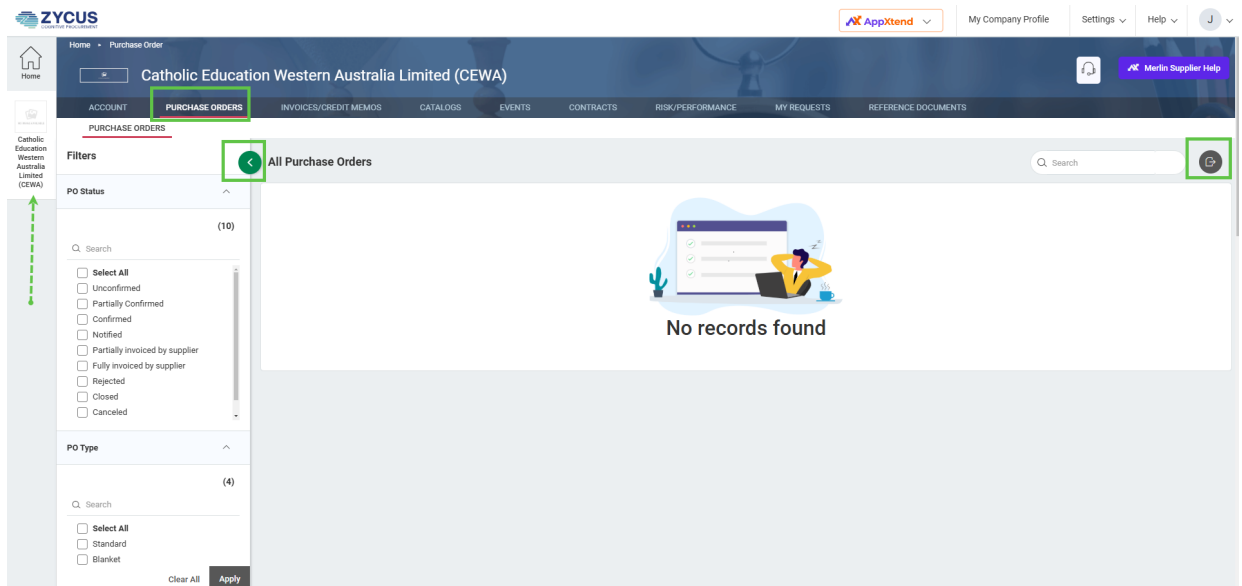 ZYCUS
COGNITIVE PROCUREMENT
AppXtend
My Company Profile
Settings
Help
J
Home
Home • Purchase Order
Catholic Education Western Australia Limited (CEWA)
Merlin Supplier Help
ACCOUNT PURCHASE ORDERS INVOICES/CREDIT MEMOS CATALOGS EVENTS CONTRACTS RISK/PERFORMANCE MY REQUESTS REFERENCE DOCUMENTS
PURCHASE ORDERS
Catholic
Education
Western
Australia
Limited
(CEWA)
Filters
All Purchase Orders
Search
PO Status
(10)
Search
Select All
Unconfirmed
Partially Confirmed
Confirmed
Notified
Partially invoiced by supplier
Fully invoiced by supplier
Rejected
Closed
Canceled
No records found
PO Type
(4)
Search
Select All
Standard
Blanket
Clear All
Apply